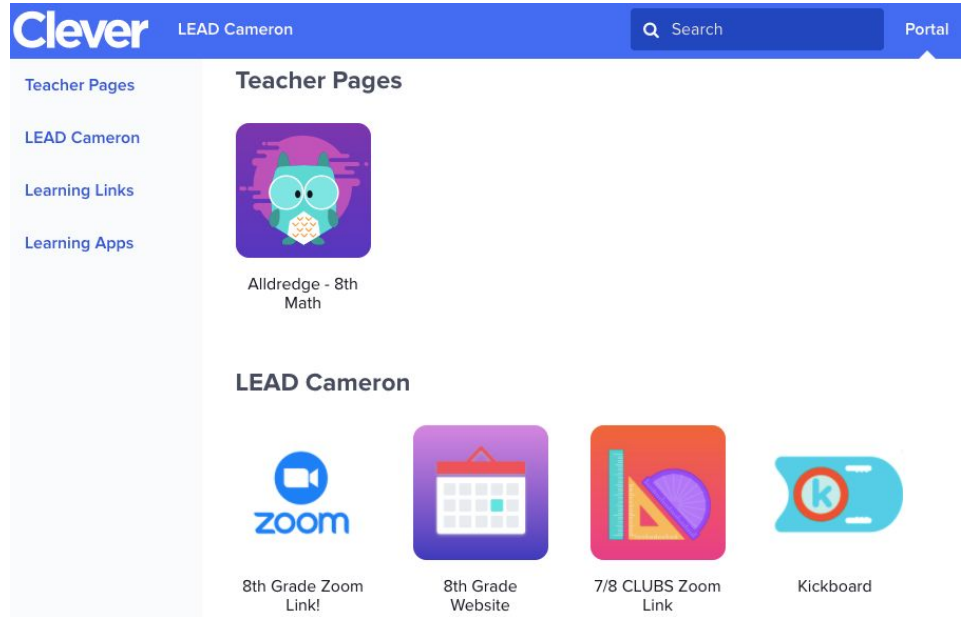 Clever LEAD Cameron Search Portal
Teacher Pages
LEAD Cameron
Learning Links
Learning Apps
Teacher Pages
Alldredge - 8th
Math
LEAD Cameron
zoom
8th Grade Zoom
Link!
8th Grade
Website
7/8 CLUBS Zoom
Link
k
Kickboard